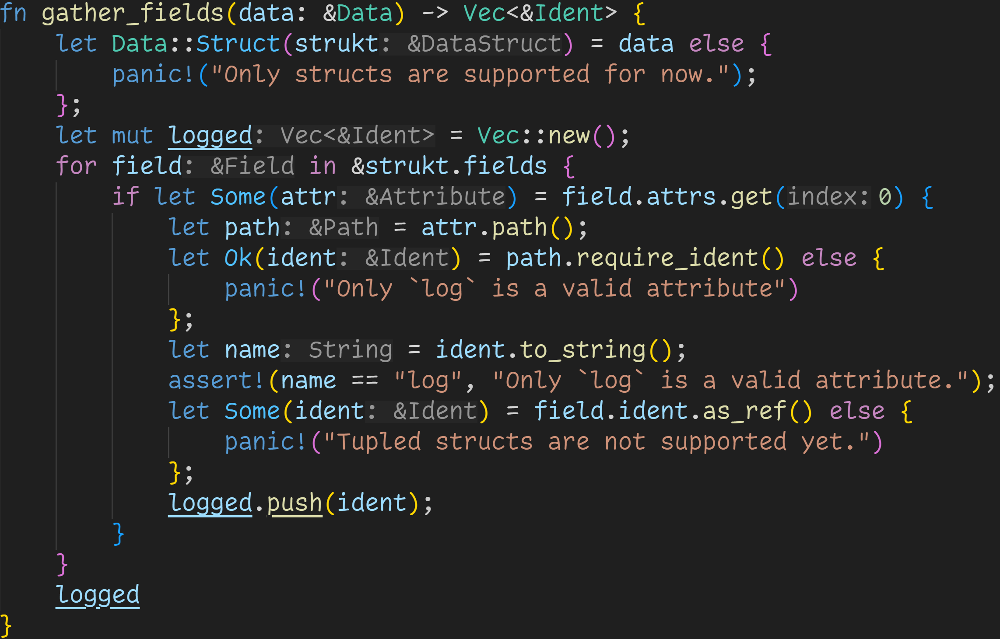 fn gather_fields(data: &Data) -> Vec<&Ident> {
    let Data::Struct(strukt: &DataStruct) = data else {
        panic!("Only structs are supported for now.");
    };
    let mut logged: Vec<&Ident> = Vec::new();
    for field: &Field in &strukt.fields {
        if let Some(attr: &Attribute) = field.attrs.get(index: 0) {
            let path: &Path = attr.path();
            let Ok(ident: &Ident) = path.require_ident() else {
                panic!("Only `log` is a valid attribute")
            };
            let name: String = ident.to_string();
            assert!(name == "log", "Only `log` is a valid attribute.");
            let Some(ident: &Ident) = field.ident.as_ref() else {
                panic!("Tupled structs are not supported yet.")
            };
            logged.push(ident);
        }
    }
    logged
}